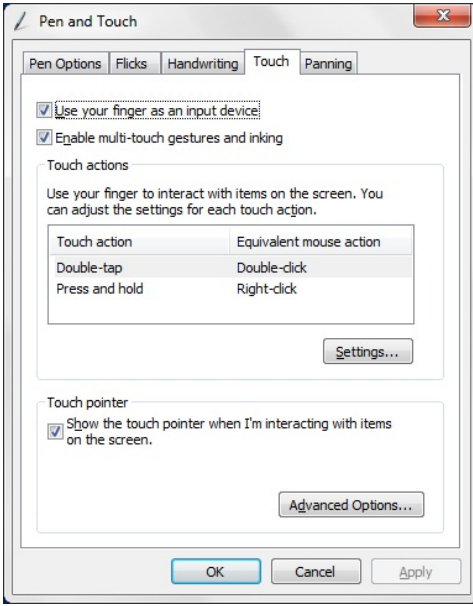 Pen and Touch
Pen Options Flicks Handwriting Touch Panning
Use your finger as an input device
Enable multi-touch gestures and inking
Touch actions
Use your finger to interact with items on the screen. You
can adjust the settings for each touch action.
Touch action Equivalent mouse action
Double-tap Double-click
Press and hold Right-click
Settings...
Touch pointer
Show the touch pointer when I'm interacting with items
on the screen.
Advanced Options...
OK Cancel Apply